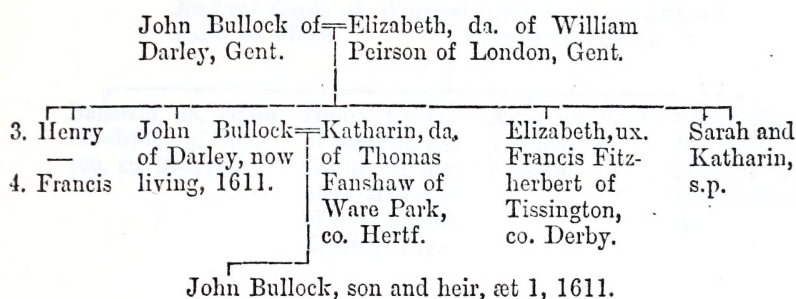 John Bullock of Elizabeth, da. of William
Darley, Gent. Peirson of London, Gent.
3. Henry John Bullock Katharin, da. Elizabeth, ux. Sarah and
— of Darley, now of Thomas Francis Fitz- Katharin,
4. Francis living, 1611. Fanshaw of herbert of s.p.
Ware Park, Tissington,
co. Hertf. co. Derby.
John Bullock, son and heir, æt 1, 1611.